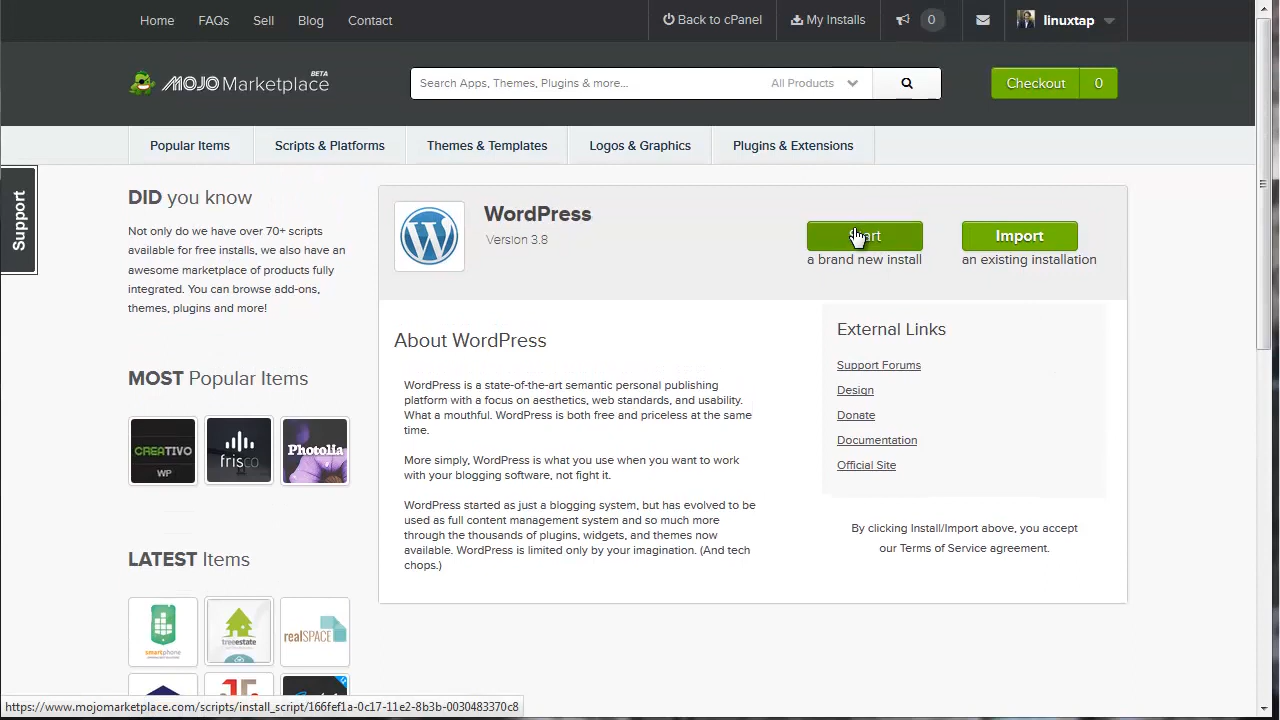 Home FAQs Sell Blog Contact Back to cPanel My Installs 0 linuxtap
MOJO Marketplace BETA
Search Apps, Themes, Plugins & more... All Products
Checkout 0
Popular Items Scripts & Platforms Themes & Templates Logos & Graphics Plugins & Extensions
Support
DID you know
Not only do we have over 70+ scripts
available for free installs, we also have an
awesome marketplace of products fully
integrated. You can browse add-ons,
themes, plugins and more!
MOST Popular Items
CREATIVO
WP
frisco
Photolia
LATEST Items
smartphone
treeestate
realSPACE
WordPress
Version 3.8
a brand new install
Import
an existing installation
About WordPress
WordPress is a state-of-the-art semantic personal publishing
platform with a focus on aesthetics, web standards, and usability.
What a mouthful. WordPress is both free and priceless at the same
time.
More simply, WordPress is what you use when you want to work
with your blogging software, not fight it.
WordPress started as just a blogging system, but has evolved to be
used as full content management system and so much more
through the thousands of plugins, widgets, and themes now
available. WordPress is limited only by your imagination. (And tech
chops.)
External Links
Support Forums
Design
Donate
Documentation
Official Site
By clicking Install/Import above, you accept
our Terms of Service agreement.
https://www.mojomarketplace.com/scripts/install_script/166fef1a-0c17-11e2-8b3b-0030483370c8